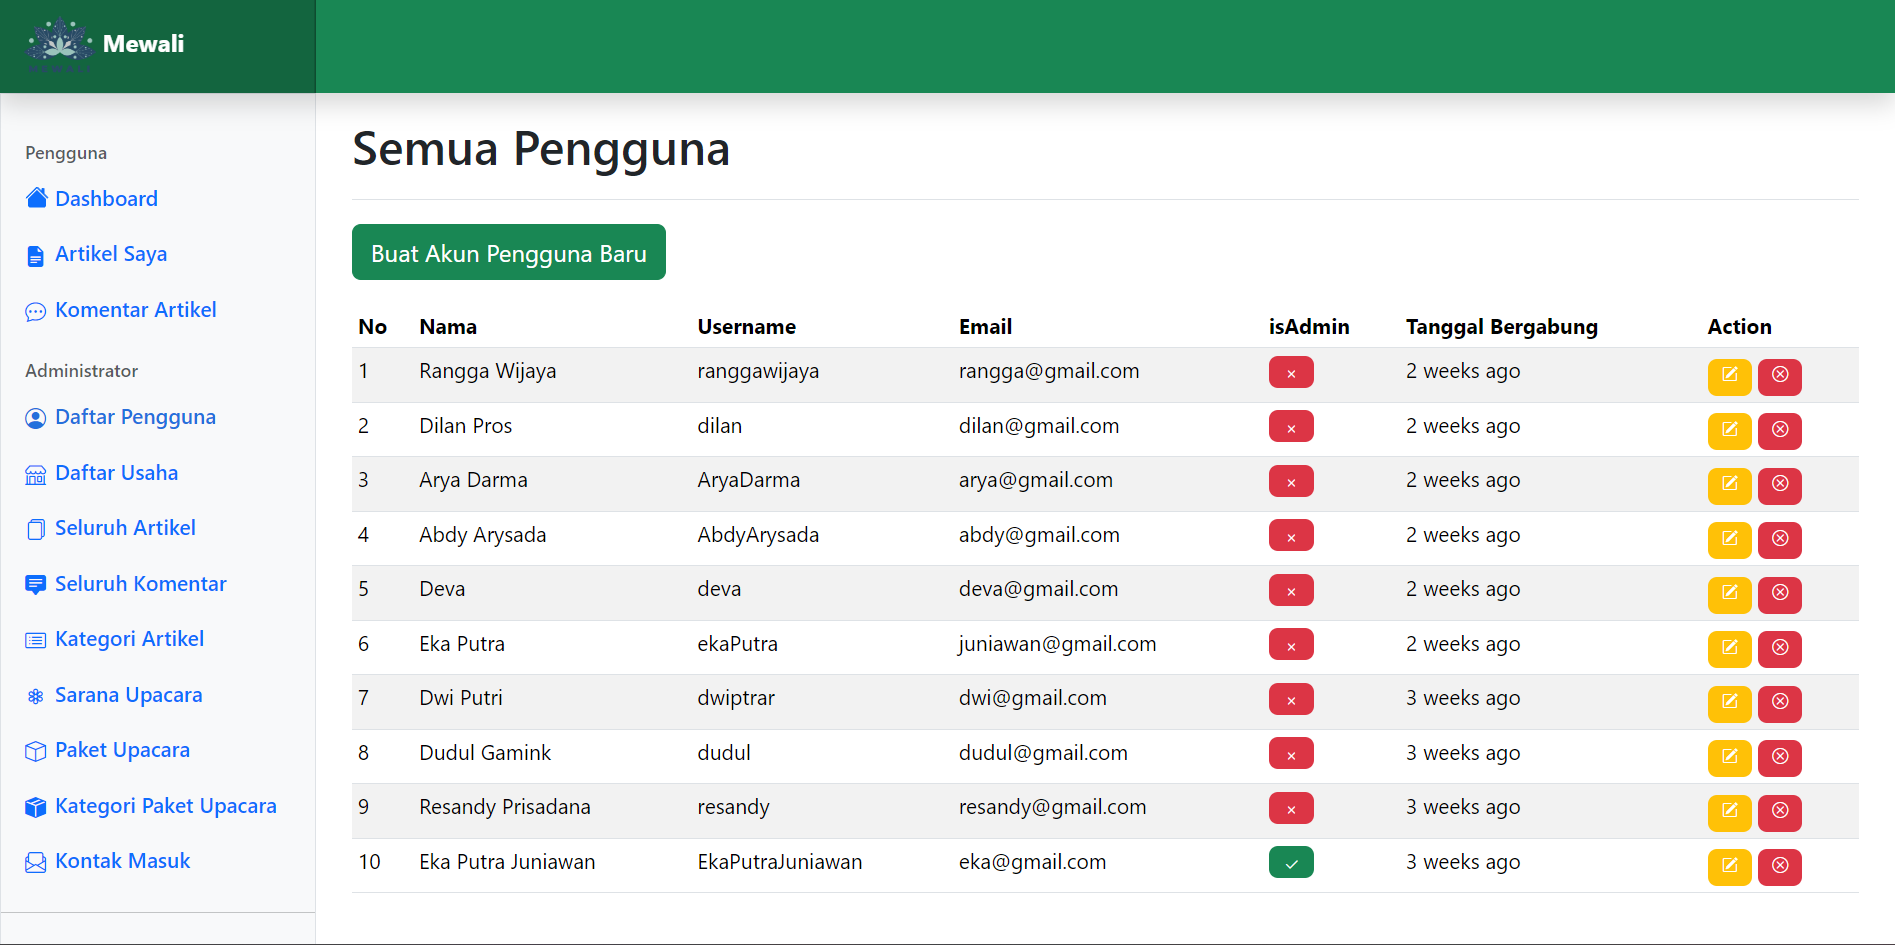 Mewali
Pengguna
Dashboard
Artikel Saya
Komentar Artikel
Administrator
Daftar Pengguna
Daftar Usaha
Seluruh Artikel
Seluruh Komentar
Kategori Artikel
Sarana Upacara
Paket Upacara
Kategori Paket Upacara
Kontak Masuk
Semua Pengguna
Buat Akun Pengguna Baru
No Nama Username Email isAdmin Tanggal Bergabung Action
1 Rangga Wijaya ranggawijaya rangga@gmail.com 2 weeks ago
2 Dilan Pros dilan dilan@gmail.com 2 weeks ago
3 Arya Darma AryaDarma arya@gmail.com 2 weeks ago
4 Abdy Arysada AbdyArysada abdy@gmail.com 2 weeks ago
5 Deva deva deva@gmail.com 2 weeks ago
6 Eka Putra ekaPutra juniawan@gmail.com 2 weeks ago
7 Dwi Putri dwiptrar dwi@gmail.com 3 weeks ago
8 Dudul Gamink dudul dudul@gmail.com 3 weeks ago
9 Resandy Prisadana resandy resandy@gmail.com 3 weeks ago
10 Eka Putra Juniawan EkaPutraJuniawan eka@gmail.com 3 weeks ago